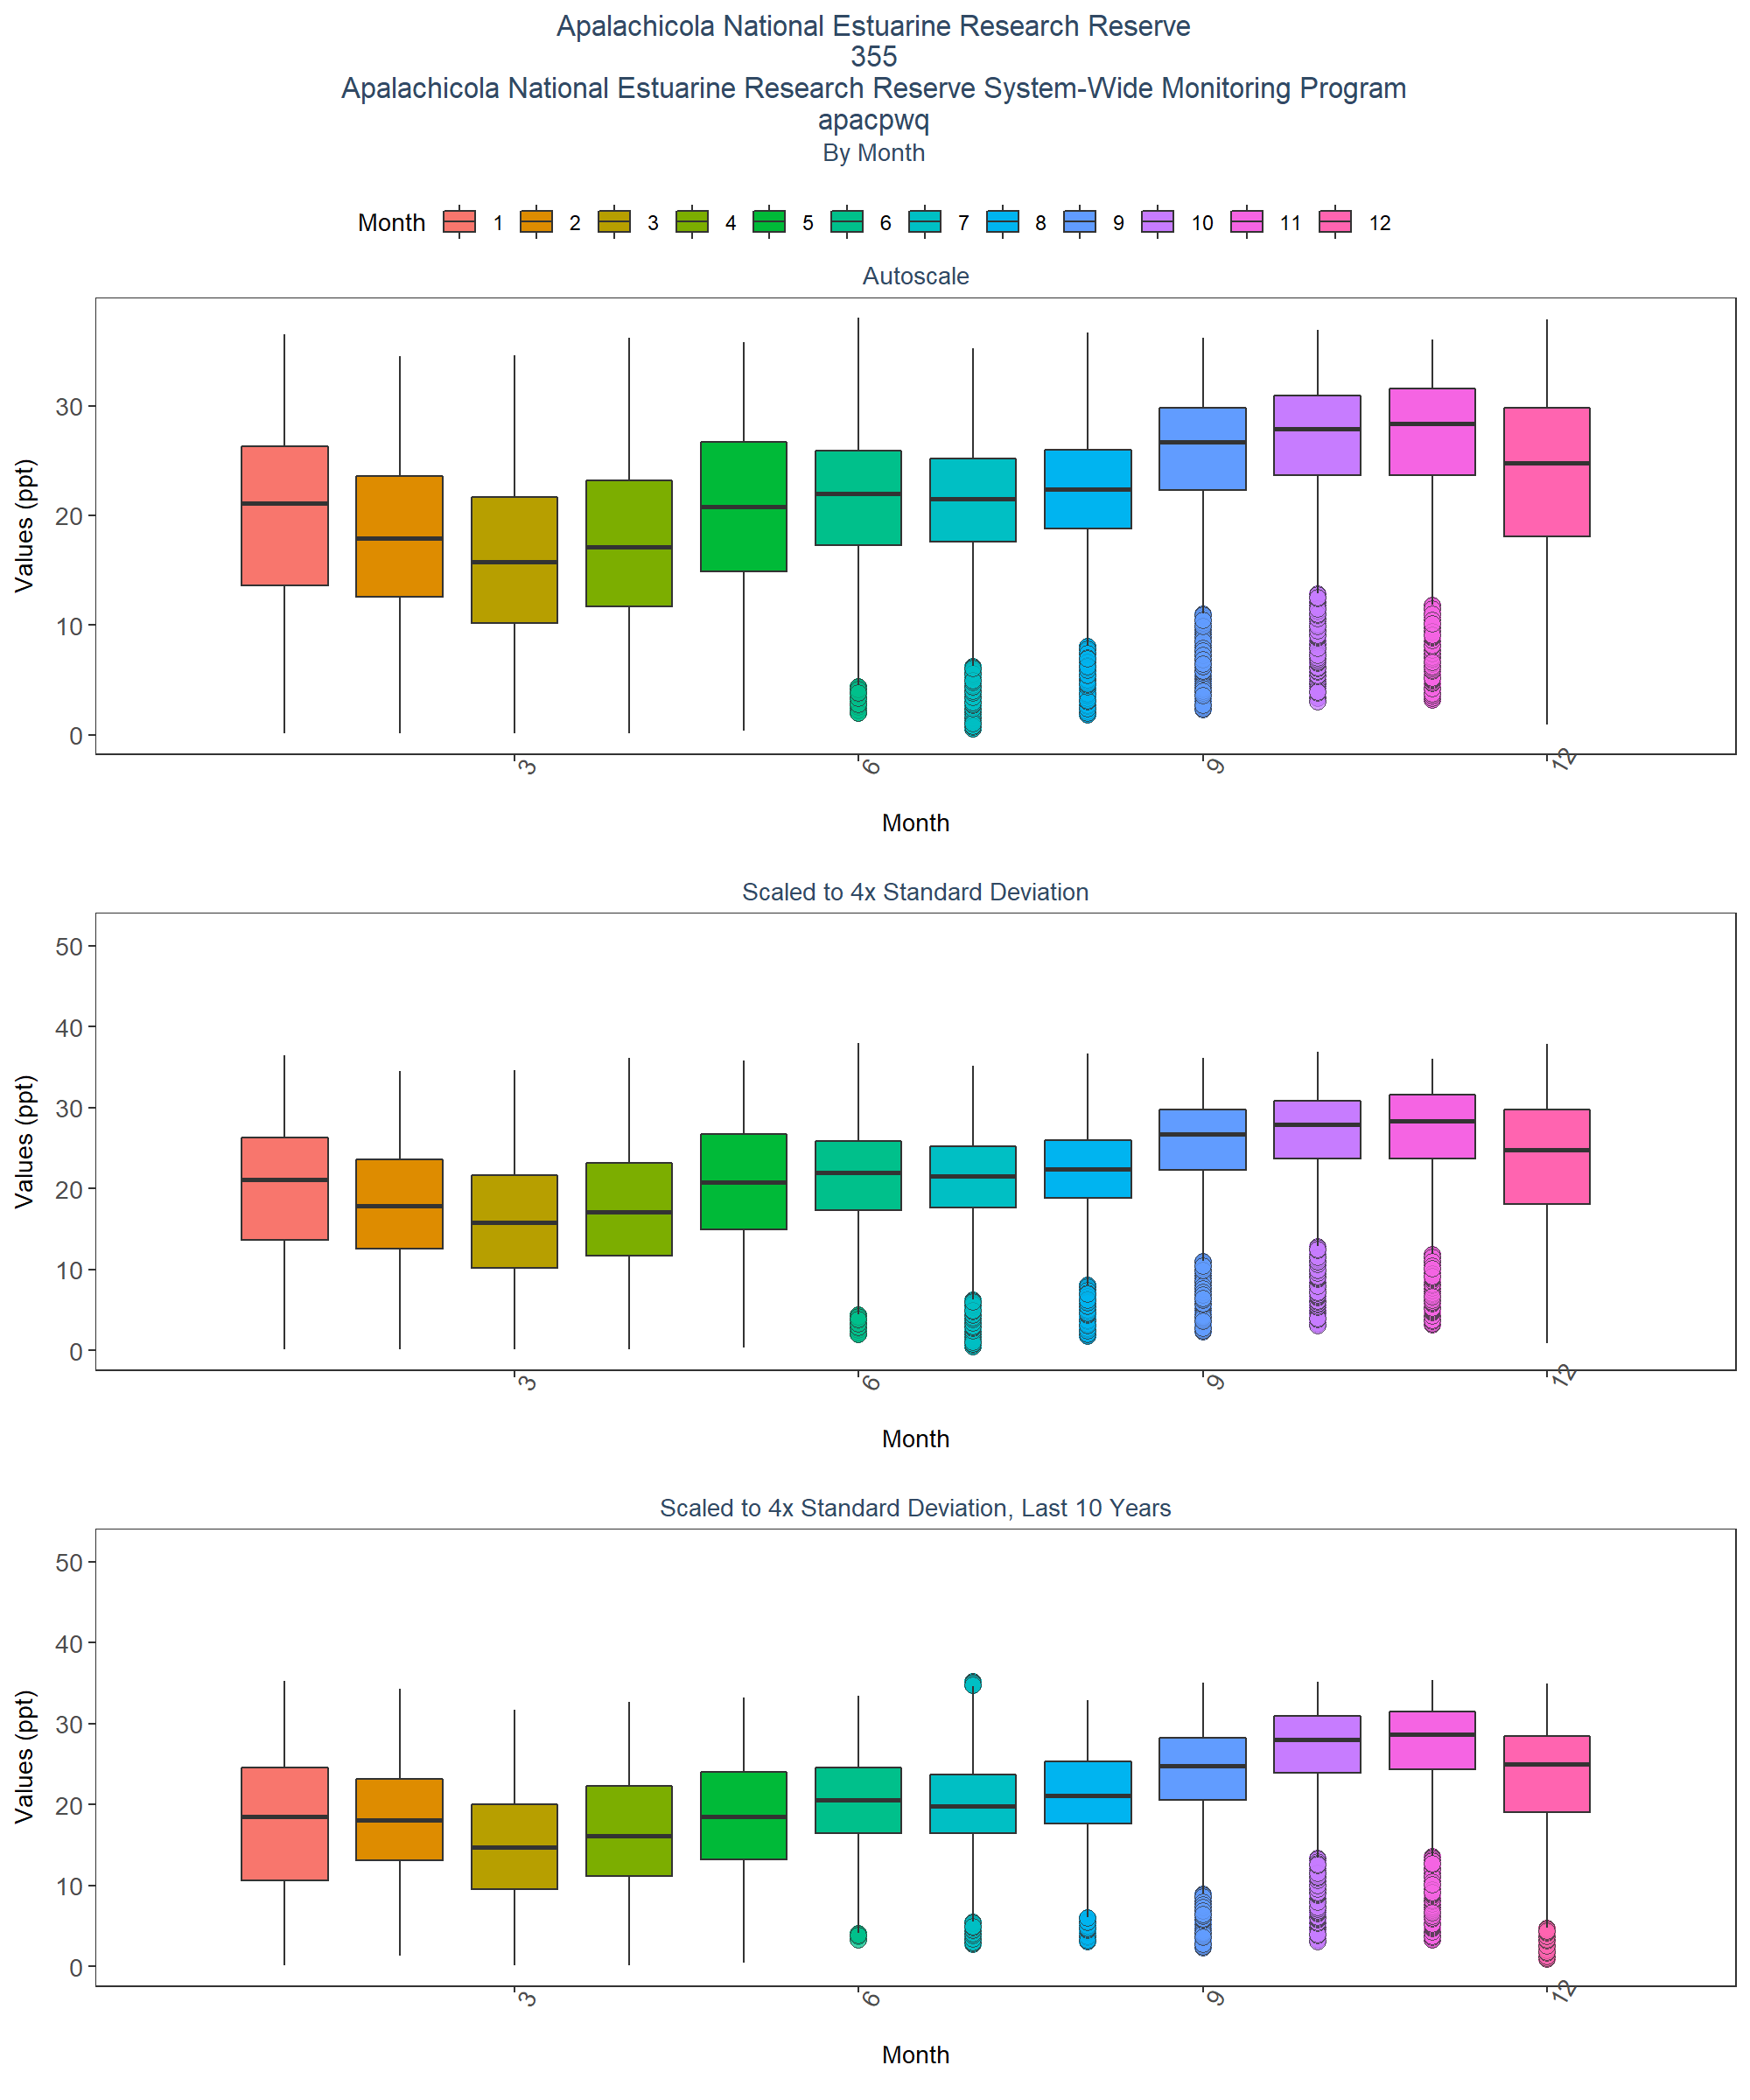 Apalachicola National Estuarine Research Reserve
355
Apalachicola National Estuarine Research Reserve System-Wide Monitoring Program
apacpwq
By Month
Month 1 2 3 4 5 6 7 8 9 10 11 12
Autoscale
Values (ppt)
30
20
10
0
3 6 9 12
Month
Scaled to 4x Standard Deviation
Values (ppt)
50
40
30
20
10
0
3 6 9 12
Month
Scaled to 4x Standard Deviation, Last 10 Years
Values (ppt)
50
40
30
20
10
0
3 6 9 12
Month